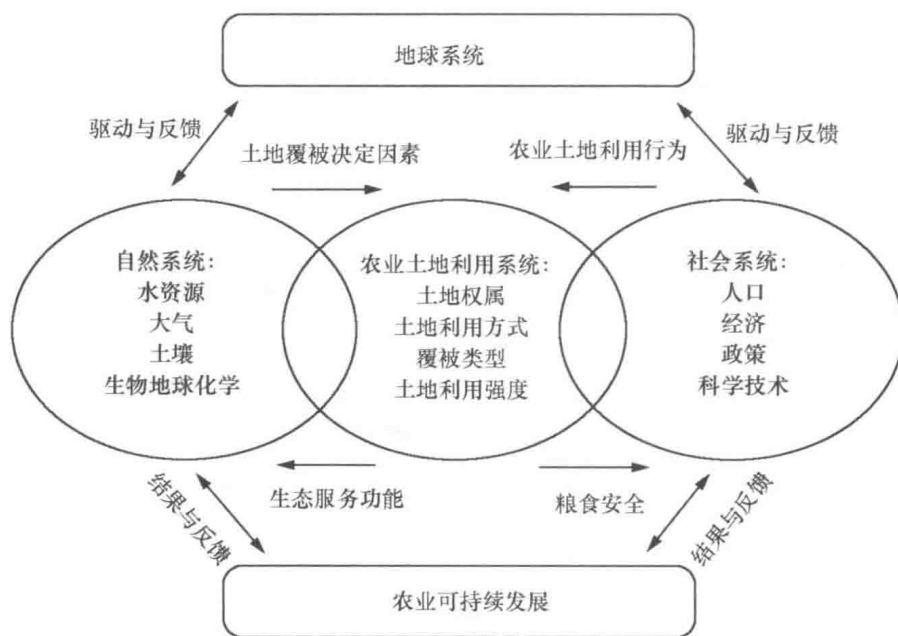 地球系统
驱动与反馈
驱动与反馈
土地覆被决定因素
农业土地利用行为
自然系统:
水资源
大气
土壤
生物地球化学
农业土地利用系统:
土地权属
土地利用方式
覆被类型
土地利用强度
社会系统:
人口
经济
政策
科学技术
生态服务功能
粮食安全
结果与反馈
结果与反馈
农业可持续发展